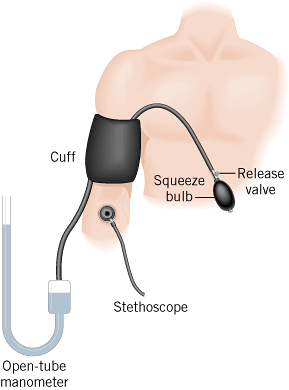 Cuff
Squeeze
bulb
Release
valve
Stethoscope
Open-tube
manometer